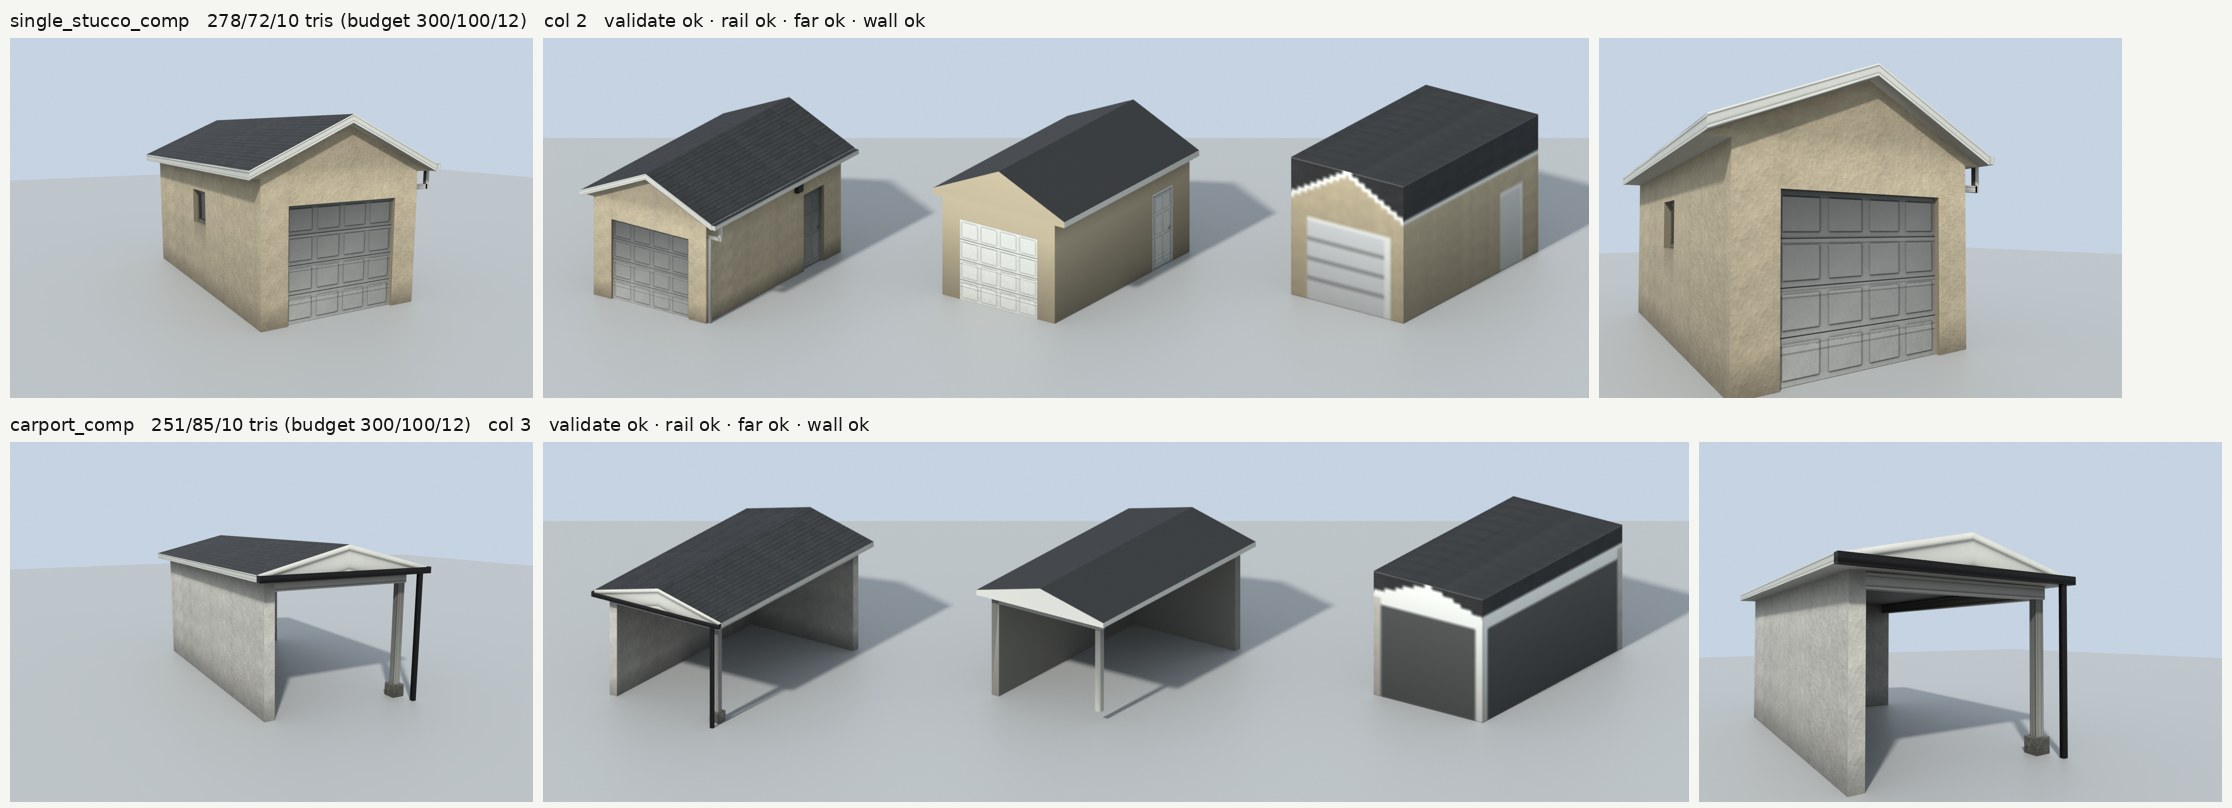 single_stucco_comp   278/72/10 tris (budget 300/100/12)   col 2   validate ok · rail ok · far ok · wall ok
carport_comp   251/85/10 tris (budget 300/100/12)   col 3   validate ok · rail ok · far ok · wall ok